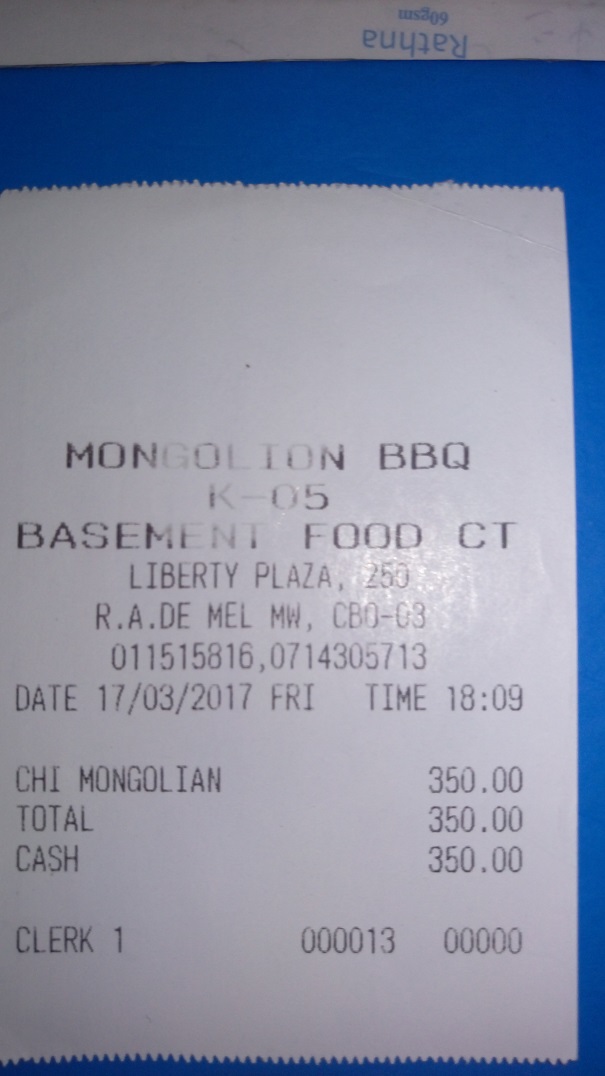 Rathna
60gsm
MONGOLION BBQ
K-05
BASEMENT FOOD CT
LIBERTY PLAZA, 250
R.A.DE MEL MW, CBO-03
011515816,0714305713
DATE 17/03/2017 FRI TIME 18:09
CHI MONGOLIAN 350.00
TOTAL 350.00
CASH 350.00
CLERK 1 000013 00000